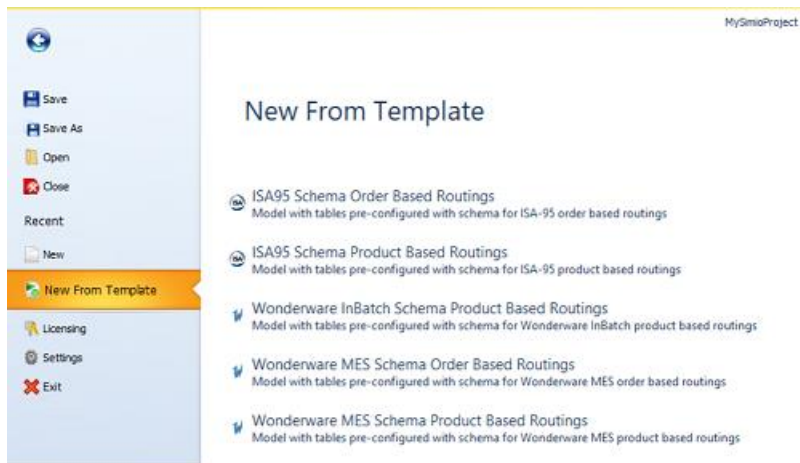 MySimioProject
Save
Save As
Open
Close
Recent
New
New From Template
Licensing
Settings
Exit
New From Template
ISA95 Schema Order Based Routings
Model with tables pre-configured with schema for ISA-95 order based routings
ISA95 Schema Product Based Routings
Model with tables pre-configured with schema for ISA-95 product based routings
Wonderware InBatch Schema Product Based Routings
Model with tables pre-configured with schema for Wonderware InBatch product based routings
Wonderware MES Schema Order Based Routings
Model with tables pre-configured with schema for Wonderware MES order based routings
Wonderware MES Schema Product Based Routings
Model with tables pre-configured with schema for Wonderware MES product based routings